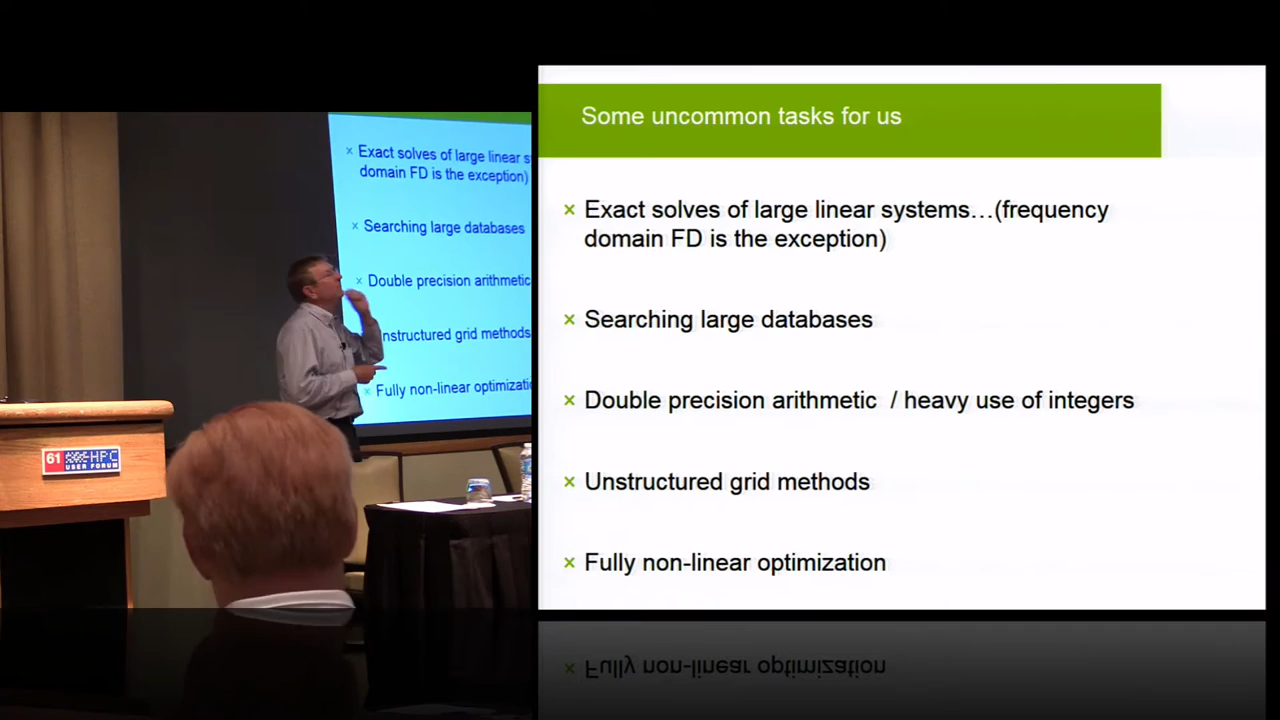 Exact solves of large linear
domain FD is the exception)
Searching large databases
Double precision arithmetic
nstructured grid methods
Fully non-linear
61 HPC
USER FORUM
Some uncommon tasks for us
× Exact solves of large linear systems…(frequency
domain FD is the exception)
× Searching large databases
× Double precision arithmetic / heavy use of integers
× Unstructured grid methods
× Fully non-linear optimization
Fully non-linear optimization